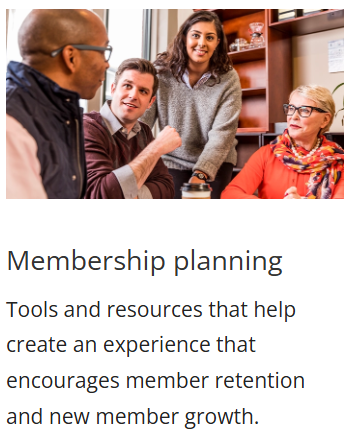 Membership planning
Tools and resources that help
create an experience that
encourages member retention
and new member growth.